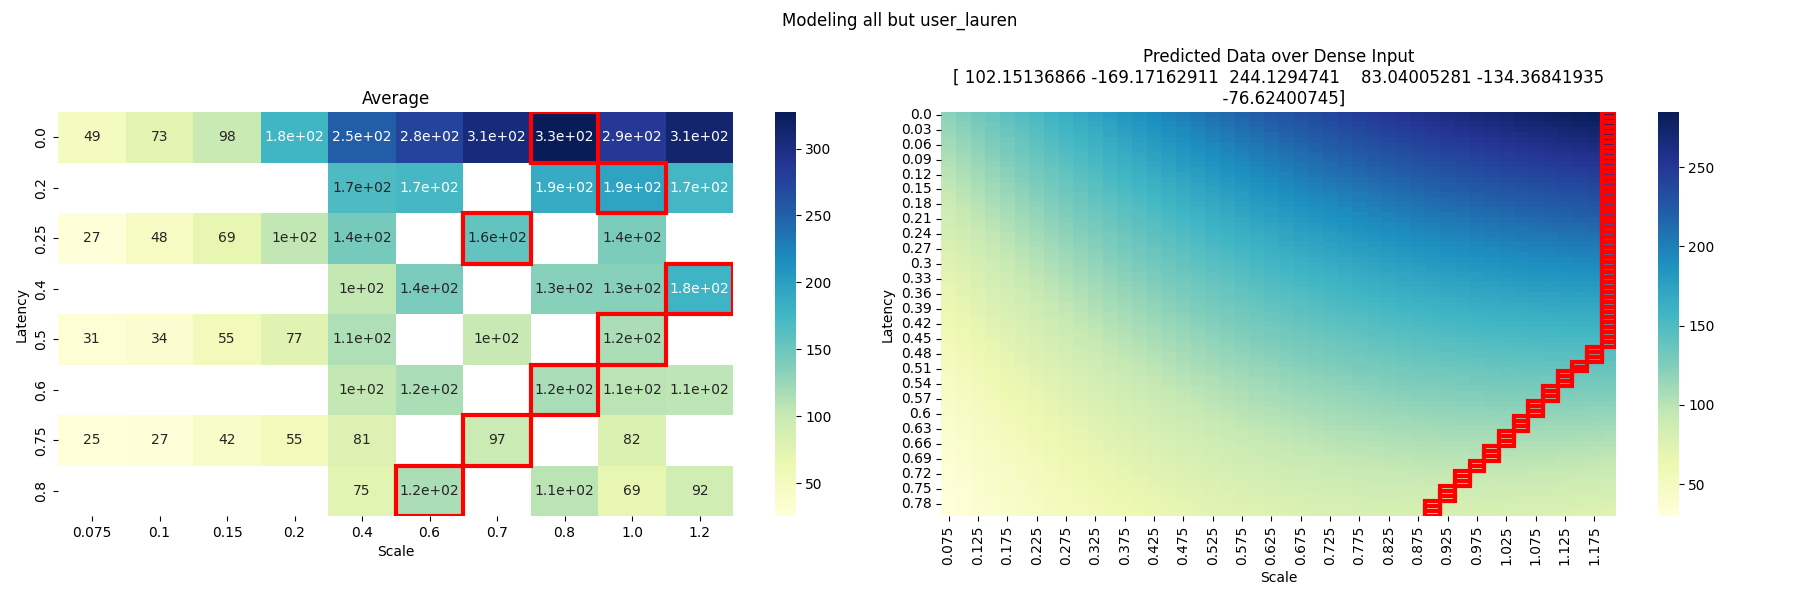 Modeling all but user_lauren
Average
0.0 49 73 98 1.8e+02 2.5e+02 2.8e+02 3.1e+02 3.3e+02 2.9e+02 3.1e+02
0.2 1.7e+02 1.7e+02 1.9e+02 1.9e+02 1.7e+02
0.25 27 48 69 1e+02 1.4e+02 1.6e+02 1.4e+02
0.4 1e+02 1.4e+02 1.3e+02 1.3e+02 1.8e+02
0.5 31 34 55 77 1.1e+02 1e+02 1.2e+02
0.6 1e+02 1.2e+02 1.2e+02 1.1e+02 1.1e+02
0.75 25 27 42 55 81 97 82
0.8 75 1.2e+02 1.1e+02 69 92
0.075 0.1 0.15 0.2 0.4 0.6 0.7 0.8 1.0 1.2
Scale
Latency
300
250
200
150
100
50
Predicted Data over Dense Input
[ 102.15136866 -169.17162911 244.1294741 83.04005281 -134.36841935
-76.62400745]
0.0
0.03
0.06
0.09
0.12
0.15
0.18
0.21
0.24
0.27
0.3
0.33
0.36
0.39
0.42
0.45
0.48
0.51
0.54
0.57
0.6
0.63
0.66
0.69
0.72
0.75
0.78
Latency
0.075 0.125 0.175 0.225 0.275 0.325 0.375 0.425 0.475 0.525 0.575 0.625 0.675 0.725 0.775 0.825 0.875 0.925 0.975 1.025 1.075 1.125 1.175
Scale
250
200
150
100
50